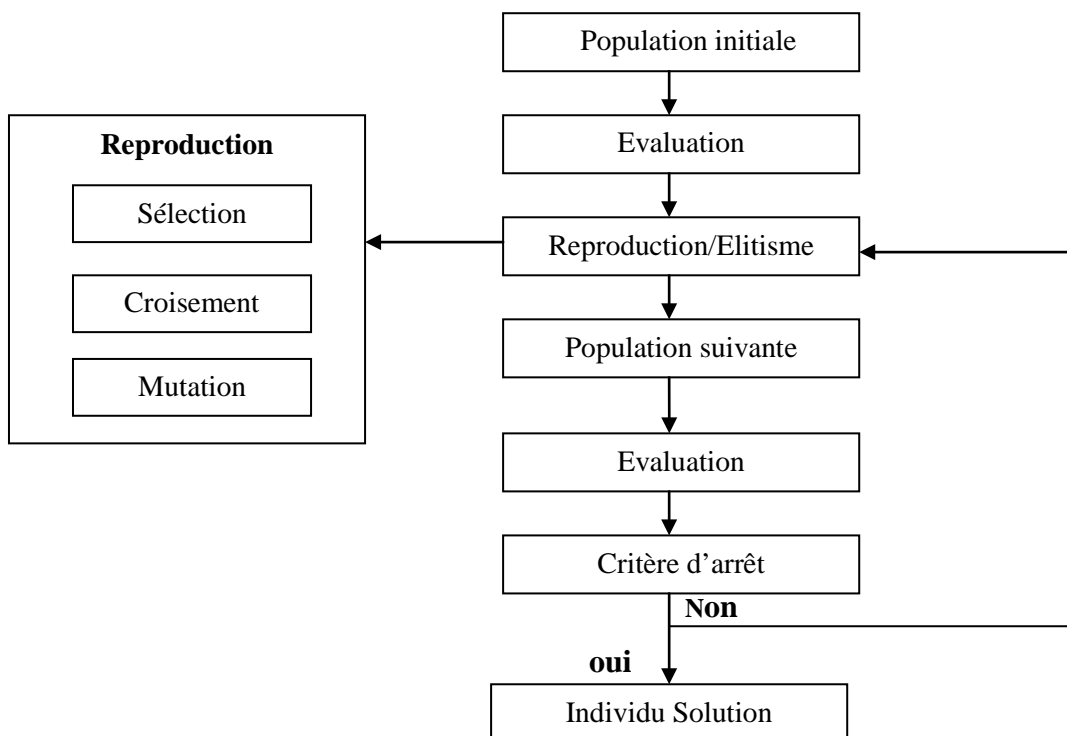 Population initiale
Evaluation
Reproduction
Sélection
Croisement
Mutation
Reproduction/Elitisme
Population suivante
Evaluation
Critère d'arrêt
Non
oui
Individu Solution